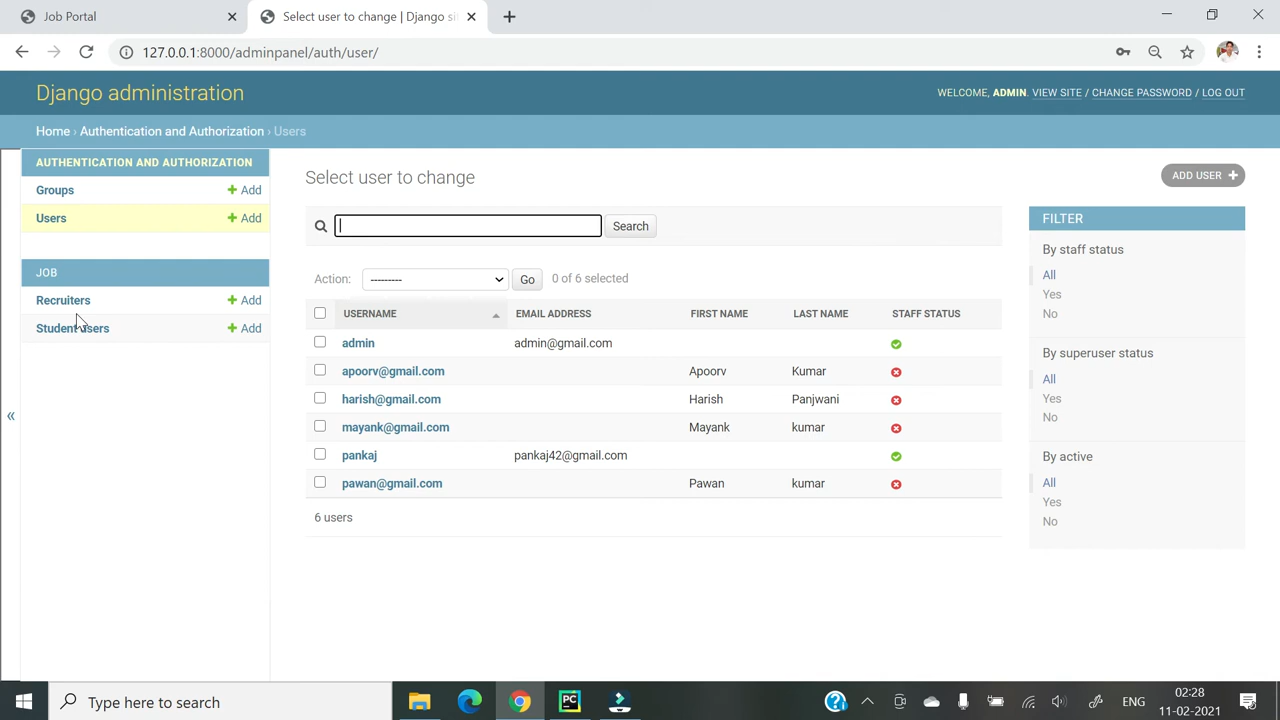 Job Portal
Select user to change | Django si
127.0.0.1:8000/adminpanel/auth/user/
Django administration
WELCOME, ADMIN. VIEW SITE / CHANGE PASSWORD / LOG OUT
Home › Authentication and Authorization › Users
AUTHENTICATION AND AUTHORIZATION
Groups + Add
Users + Add
JOB
Recruiters + Add
Student users + Add
«
Select user to change
ADD USER +
Search
Action: --------- Go 0 of 6 selected
USERNAME EMAIL ADDRESS FIRST NAME LAST NAME STAFF STATUS
admin admin@gmail.com
apoorv@gmail.com Apoorv Kumar
harish@gmail.com Harish Panjwani
mayank@gmail.com Mayank kumar
pankaj pankaj42@gmail.com
pawan@gmail.com Pawan kumar
6 users
FILTER
By staff status
All
Yes
No
By superuser status
All
Yes
No
By active
All
Yes
No
Type here to search
PC
ENG
02:28
11-02-2021